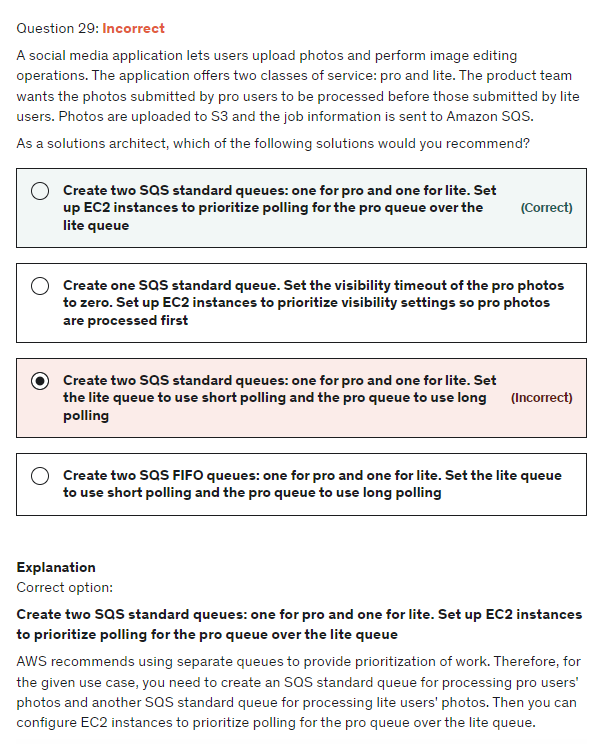 Question 29: Incorrect
A social media application lets users upload photos and perform image editing
operations. The application offers two classes of service: pro and lite. The product team
wants the photos submitted by pro users to be processed before those submitted by lite
users. Photos are uploaded to S3 and the job information is sent to Amazon SQS.
As a solutions architect, which of the following solutions would you recommend?
Create two SQS standard queues: one for pro and one for lite. Set
up EC2 instances to prioritize polling for the pro queue over the
lite queue
(Correct)
Create one SQS standard queue. Set the visibility timeout of the pro photos
to zero. Set up EC2 instances to prioritize visibility settings so pro photos
are processed first
Create two SQS standard queues: one for pro and one for lite. Set
the lite queue to use short polling and the pro queue to use long
polling
(Incorrect)
Create two SQS FIFO queues: one for pro and one for lite. Set the lite queue
to use short polling and the pro queue to use long polling
Explanation
Correct option:
Create two SQS standard queues: one for pro and one for lite. Set up EC2 instances
to prioritize polling for the pro queue over the lite queue
AWS recommends using separate queues to provide prioritization of work. Therefore, for
the given use case, you need to create an SQS standard queue for processing pro users'
photos and another SQS standard queue for processing lite users' photos. Then you can
configure EC2 instances to prioritize polling for the pro queue over the lite queue.